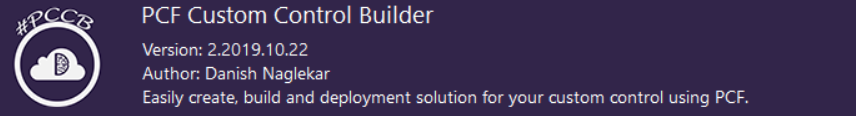 #PCCB
PCF Custom Control Builder
Version: 2.2019.10.22
Author: Danish Naglekar
Easily create, build and deployment solution for your custom control using PCF.